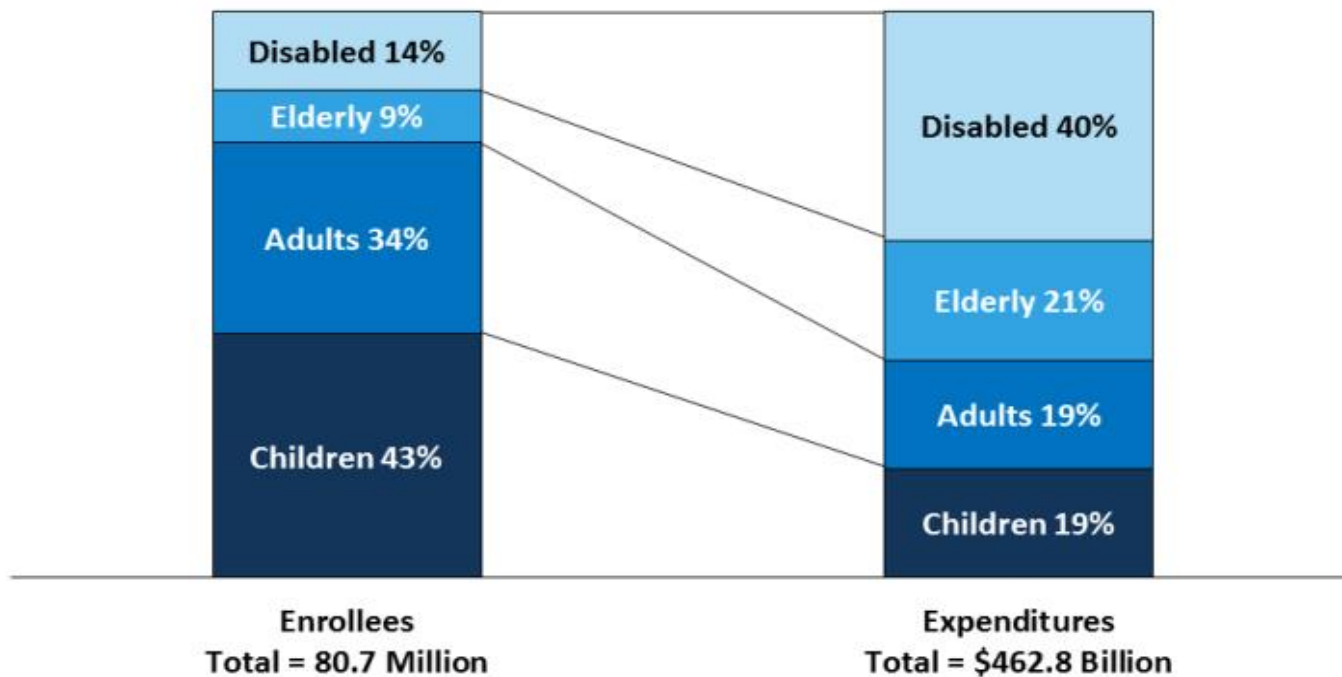 Disabled 14%
Elderly 9%
Adults 34%
Children 43%
Disabled 40%
Elderly 21%
Adults 19%
Children 19%
Enrollees
Total = 80.7 Million
Expenditures
Total = $462.8 Billion